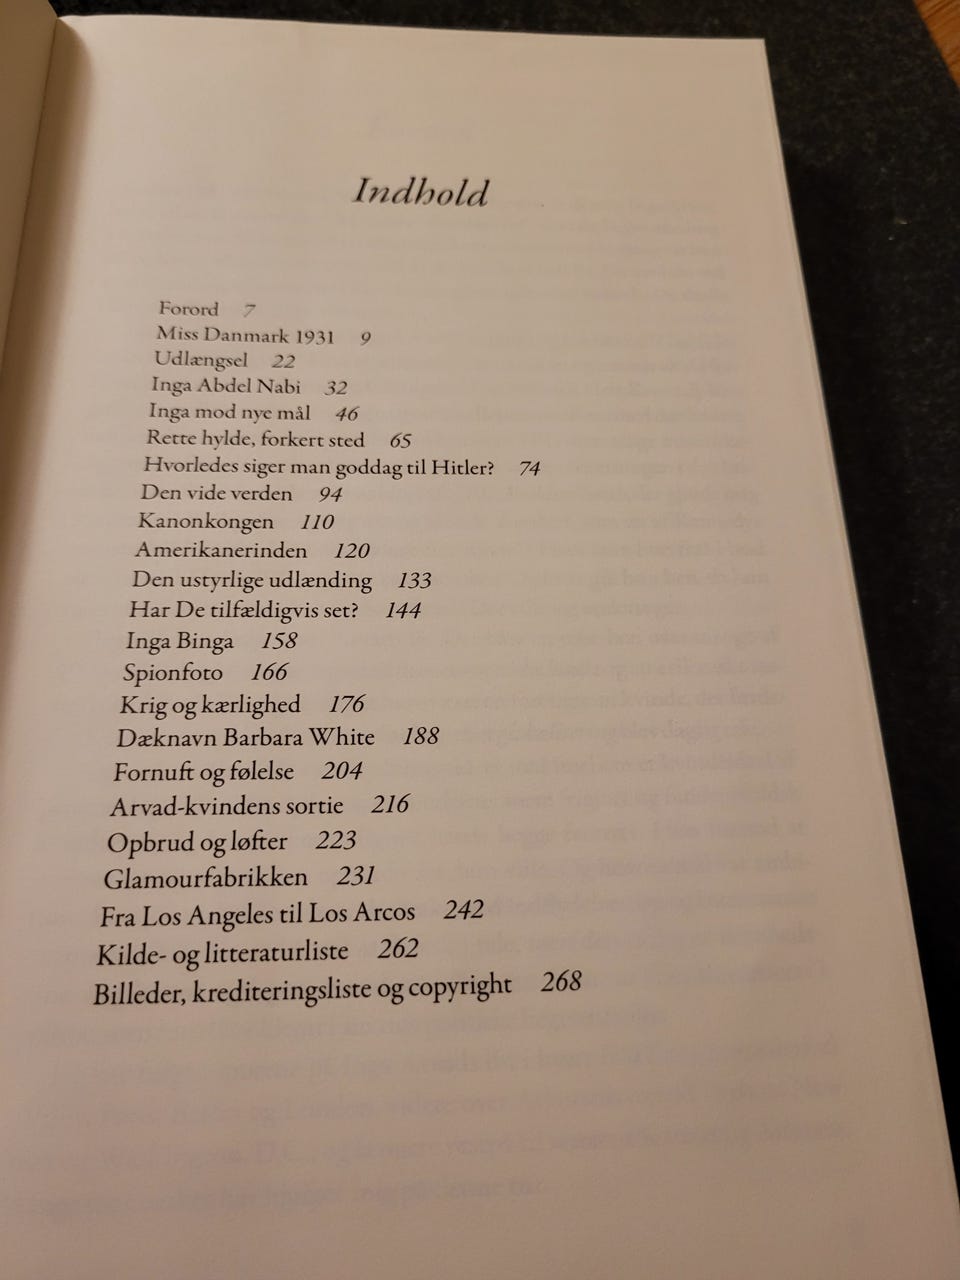 Indhold
Forord 7
Miss Danmark 1931 9
Udlængsel 22
Inga Abdel Nabi 32
Inga mod nye mål 46
Rette hylde, forkert sted 65
Hvorledes siger man goddag til Hitler? 74
Den vide verden 94
Kanonkongen 110
Amerikanerinden 120
Den ustyrlige udlænding 133
Har De tilfældigvis set? 144
Inga Binga 158
Spionfoto 166
Krig og kærlighed 176
Dæknavn Barbara White 188
Fornuft og følelse 204
Arvad-kvindens sortie 216
Opbrud og løfter 223
Glamourfabrikken 231
Fra Los Angeles til Los Arcos 242
Kilde- og litteraturliste 262
Billeder, krediteringsliste og copyright 268